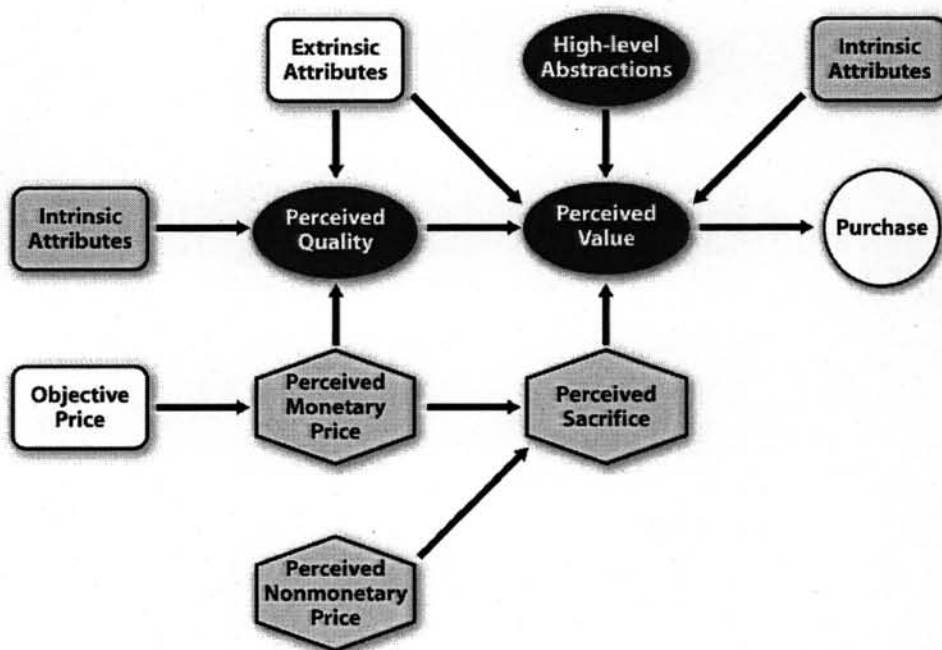 Extrinsic
Attributes
High-level
Abstractions
Intrinsic
Attributes
Intrinsic
Attributes
Perceived
Quality
Perceived
Value
Purchase
Objective
Price
Perceived
Monetary
Price
Perceived
Sacrifice
Perceived
Nonmonetary
Price